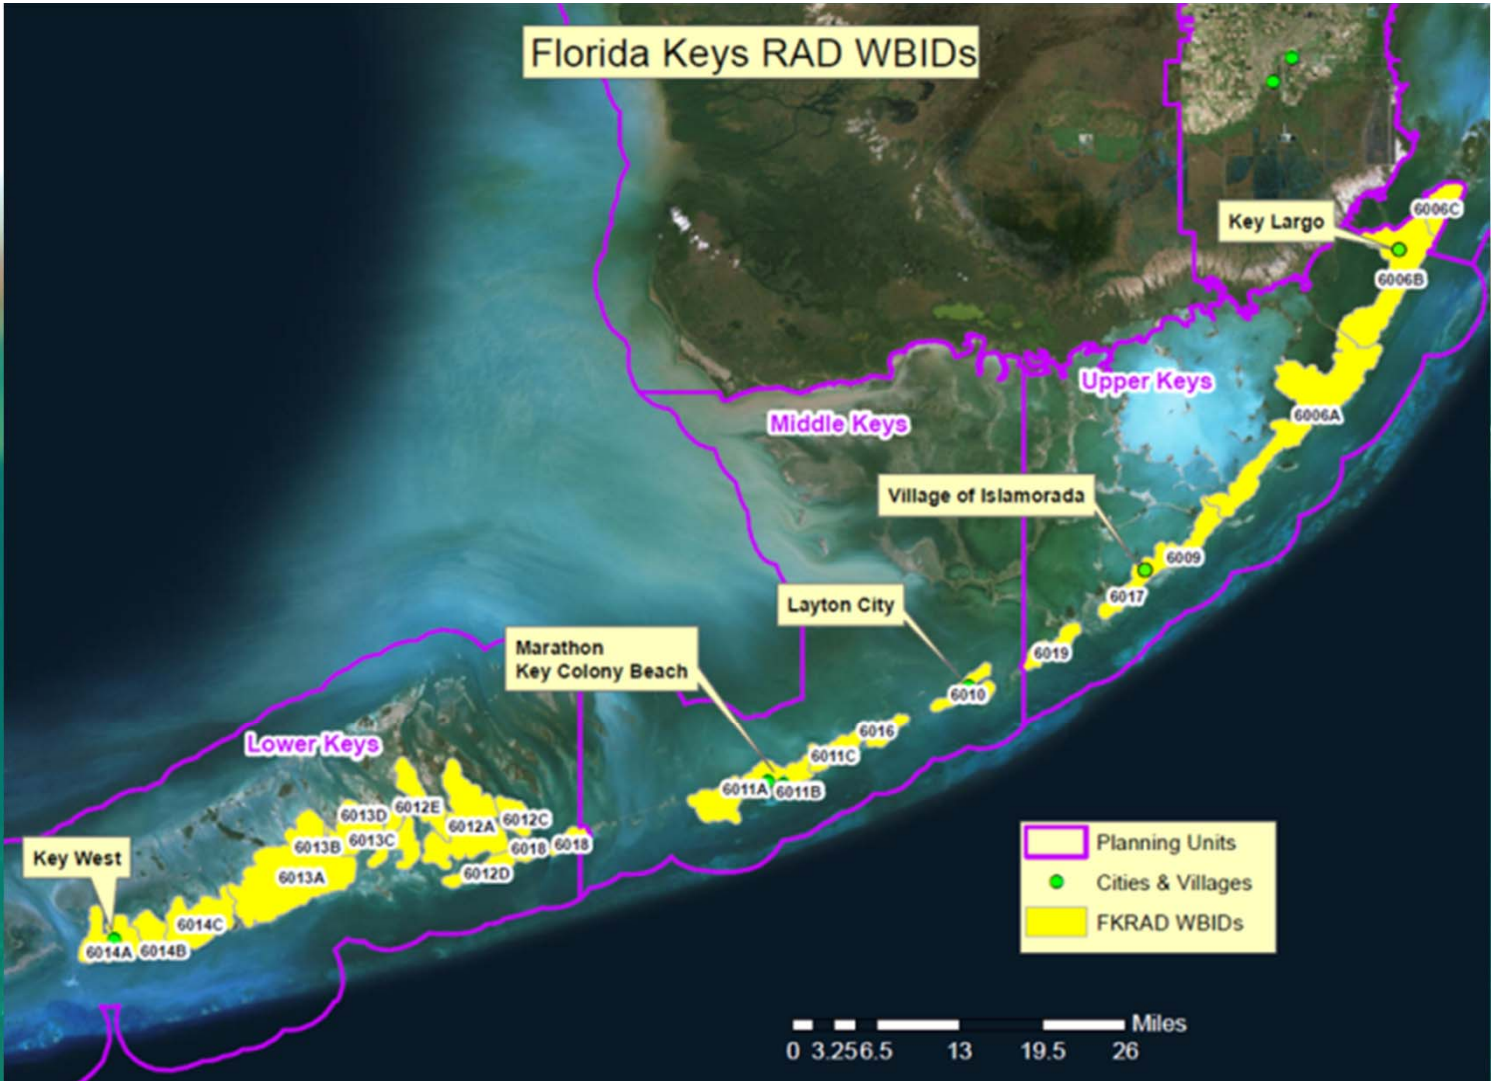 Florida Keys RAD WBIDs
6006C
Key Largo
6006B
Upper Keys
6006A
Middle Keys
Village of Islamorada
6009
6017
Layton City
6019
Marathon
Key Colony Beach
6010
6016
6011C
6011A
6011B
Lower Keys
6012E
6013D
6012C
6012A
6013C
6013B
6018
6018
6012D
6013A
Key West
6014C
6014A
6014B
Planning Units
Cities & Villages
FKRAD WBIDs
Miles
0 3.25 6.5 13 19.5 26